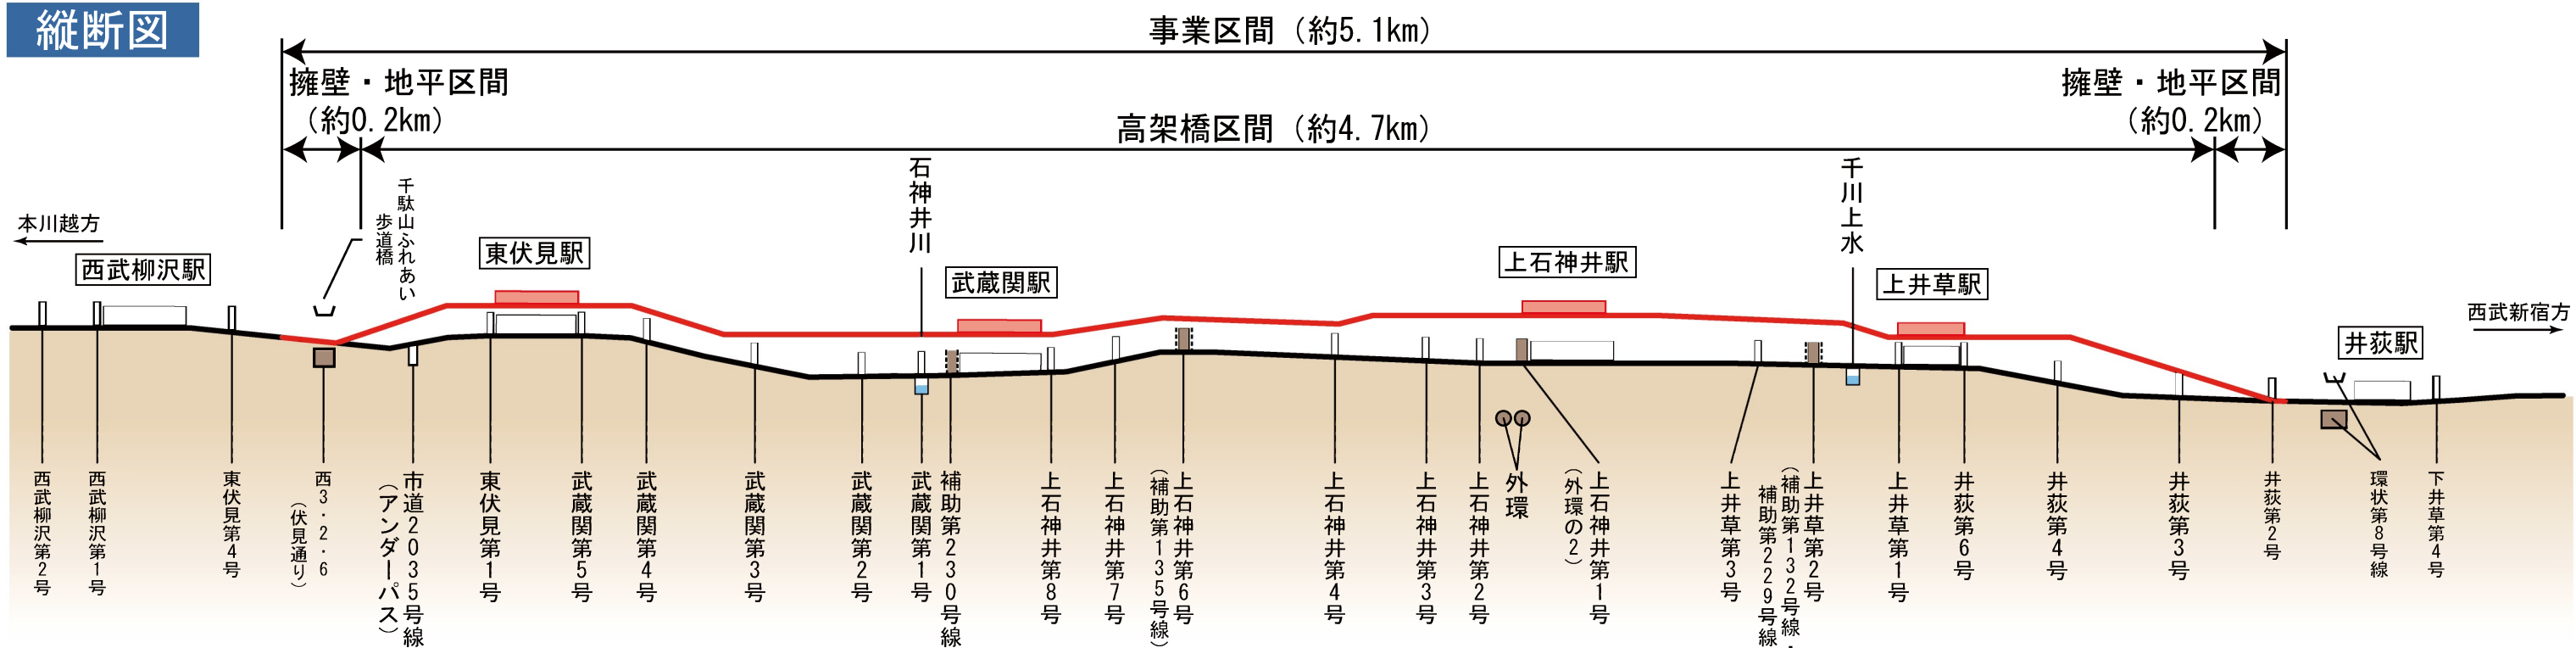 縦断図
事業区間（約5.1km）
擁壁・地平区間
（約0.2km）
高架橋区間（約4.7km）
擁壁・地平区間
（約0.2km）
本川越方
西武柳沢駅
千駄山ふれあい
歩道橋
東伏見駅
石神井川
武蔵関駅
上石神井駅
千川上水
上井草駅
井荻駅
西武新宿方
西武柳沢第2号
西武柳沢第1号
東伏見第4号
西3・2・6
（伏見通り）
市道2035号線
（アンダーパス）
東伏見第1号
武蔵関第5号
武蔵関第4号
武蔵関第3号
武蔵関第2号
武蔵関第1号
補助第230号線
上石神井第8号
上石神井第7号
上石神井第6号
（補助第135号線）
上石神井第4号
上石神井第3号
上石神井第2号
外環
上石神井第1号
（外環の2）
上井草第3号
上井草第2号
（補助第132号線・
補助第229号線
上井草第1号
井荻第6号
井荻第4号
井荻第3号
井荻第2号
環状第8号線
下井草第4号